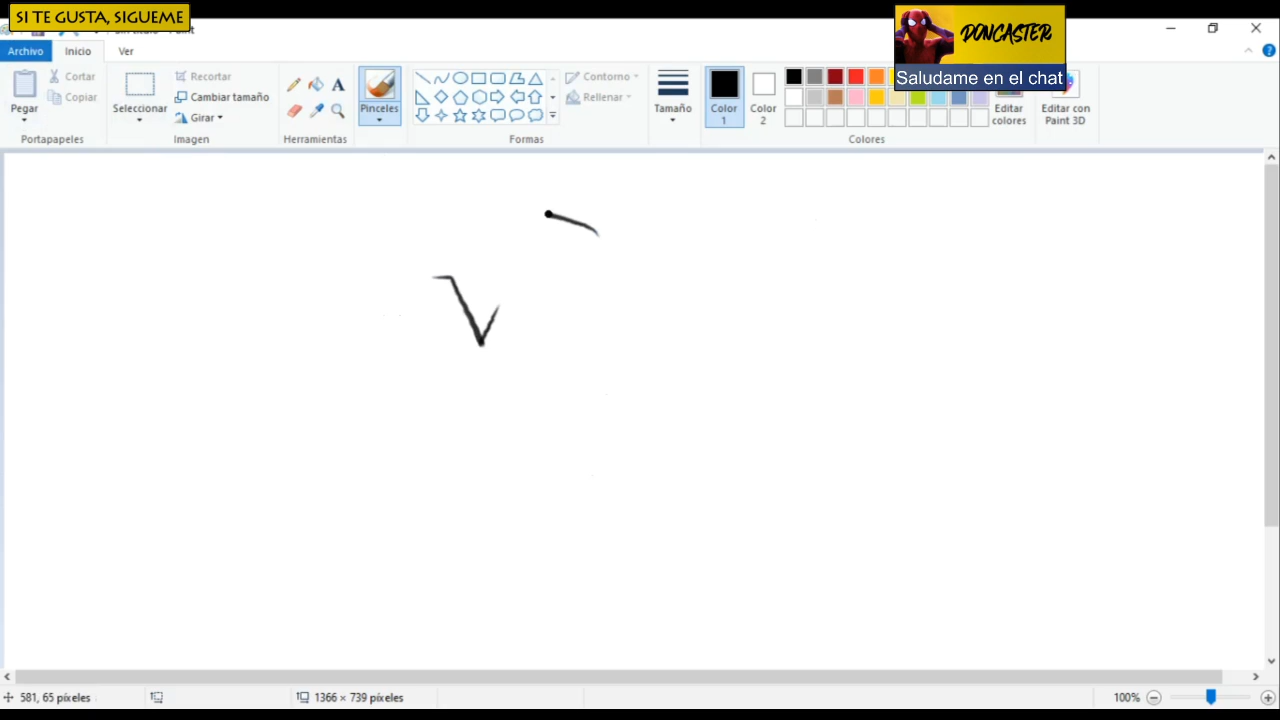 SI TE GUSTA, SIGUEME
DONCASTER
Saludame en el chat
Archivo Inicio Ver
Pegar
Cortar
Copiar
Portapapeles
Seleccionar
Recortar
Cambiar tamaño
Girar
Imagen
A
Herramientas
Pinceles
Contorno
Rellenar
Formas
Tamaño
Color 1
Color 2
Editar colores
Editar con Paint 3D
Colores
581, 65 píxeles
1366 × 739 píxeles
100%